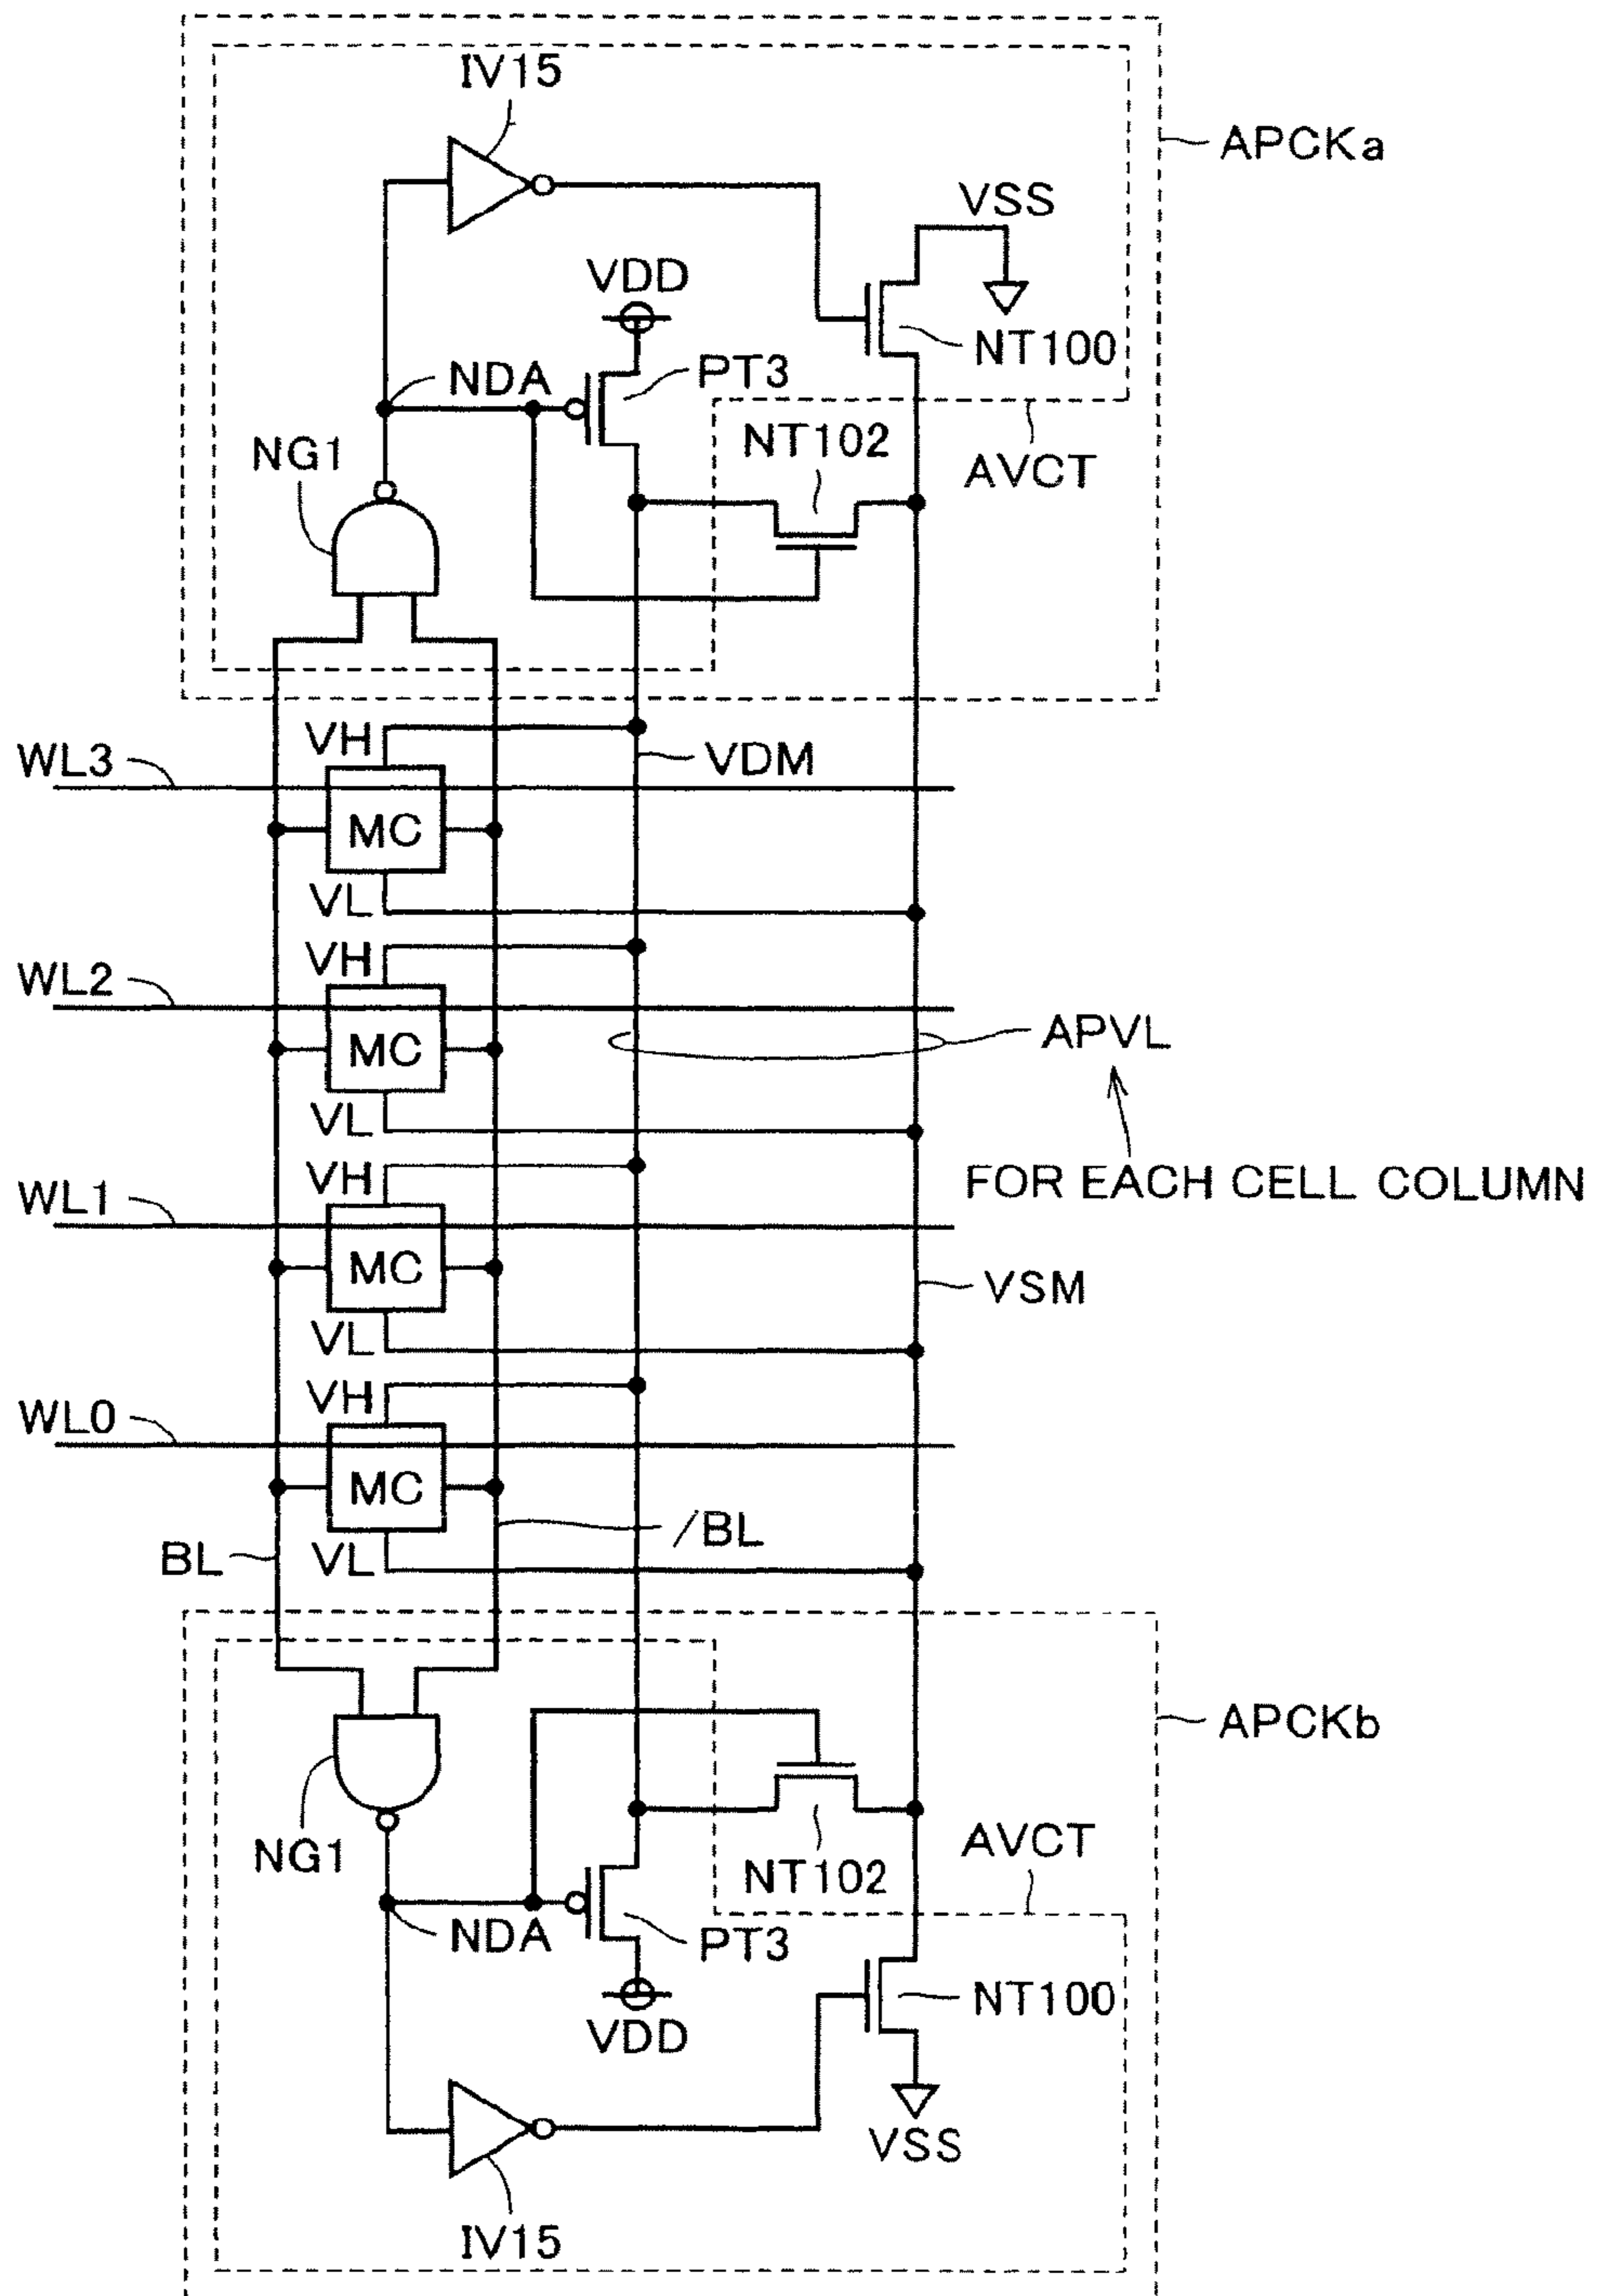 IV15
APCKa
VSS
VDD
NT100
NDA
PT3
NT102
NG1
AVCT
VH
WL3
VDM
MC
VL
VH
WL2
MC
APVL
VL
VH
FOR EACH CELL COLUMN
WL1
MC
VSM
VL
VH
WL0
MC
/BL
BL
VL
APCKb
NG1
AVCT
NT102
NDA
PT3
NT100
VDD
VSS
IV15